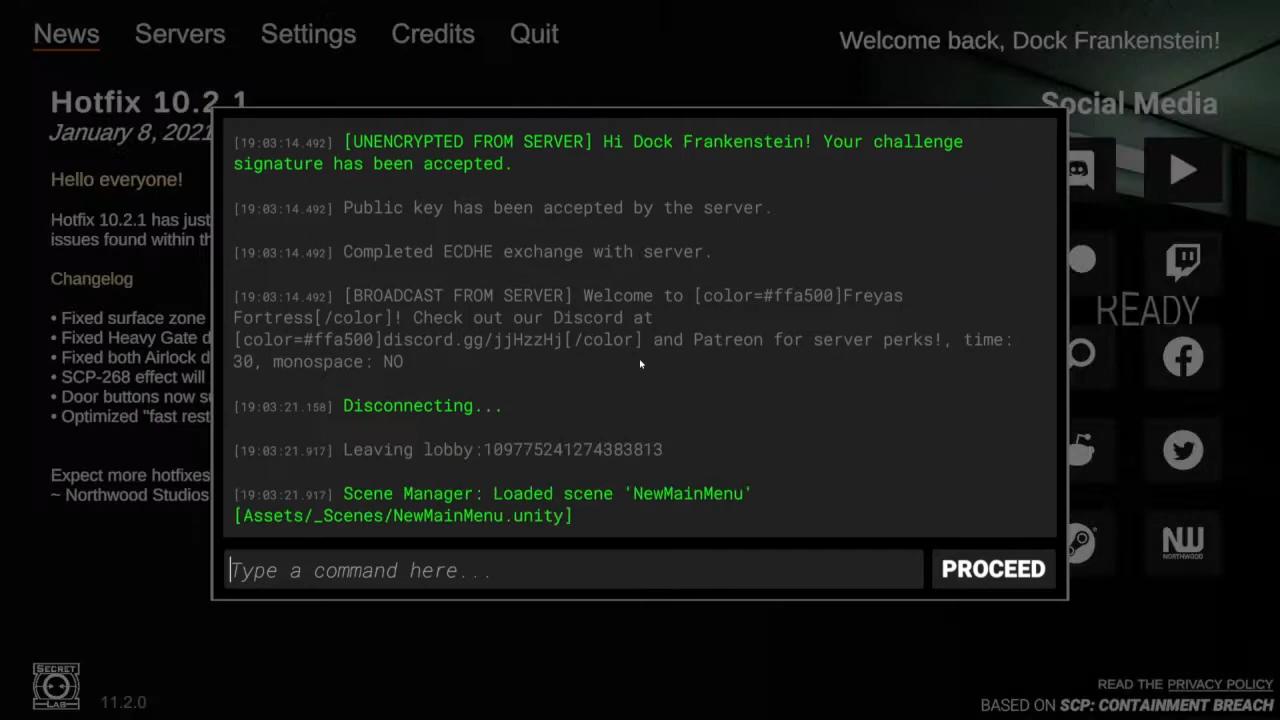 News Servers Settings Credits Quit
Welcome back, Dock Frankenstein!
Hotfix 10.2.1
January 8, 2021
Hello everyone!
Hotfix 10.2.1 has just
issues found within th
Changelog
• Fixed surface zone
• Fixed Heavy Gate d
• Fixed both Airlock d
• SCP-268 effect will
• Door buttons now s
• Optimized "fast rest
Expect more hotfixes
~ Northwood Studios
[19:03:14.492] [UNENCRYPTED FROM SERVER] Hi Dock Frankenstein! Your challenge
signature has been accepted.
[19:03:14.492] Public key has been accepted by the server.
[19:03:14.492] Completed ECDHE exchange with server.
[19:03:14.492] [BROADCAST FROM SERVER] Welcome to [color=#ffa500]Freyas
Fortress[/color]! Check out our Discord at
[color=#ffa500]discord.gg/jjHzzHj[/color] and Patreon for server perks!, time:
30, monospace: NO
[19:03:21.158] Disconnecting...
[19:03:21.917] Leaving lobby:109775241274383813
[19:03:21.917] Scene Manager: Loaded scene 'NewMainMenu'
[Assets/_Scenes/NewMainMenu.unity]
Type a command here...
PROCEED
Social Media
READY
NW
NORTHWOOD
SECRET
LAB
11.2.0
READ THE PRIVACY POLICY
BASED ON SCP: CONTAINMENT BREACH